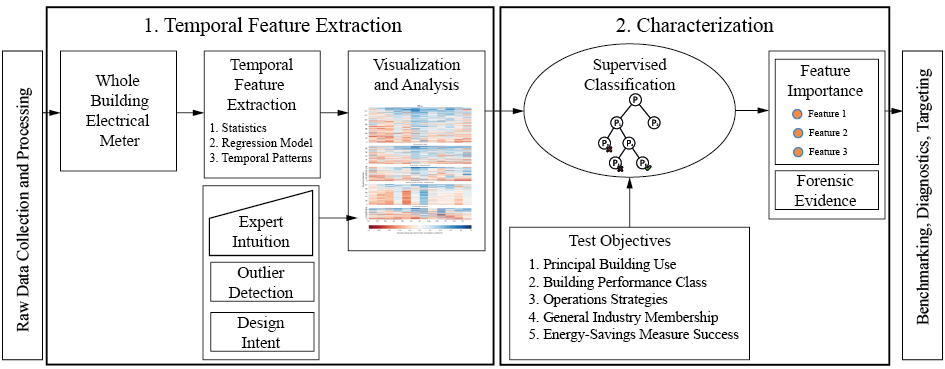 Raw Data Collection and Processing
1. Temporal Feature Extraction
Whole
Building
Electrical
Meter
Temporal
Feature
Extraction
1. Statistics
2. Regression Model
3. Temporal Patterns
Expert
Intuition
Outlier
Detection
Design
Intent
Visualization
and Analysis
2. Characterization
Supervised
Classification
Test Objectives
1. Principal Building Use
2. Building Performance Class
3. Operations Strategies
4. General Industry Membership
5. Energy-Savings Measure Success
Feature
Importance
Feature 1
Feature 2
Feature 3
Forensic
Evidence
Benchmarking, Diagnostics, Targeting